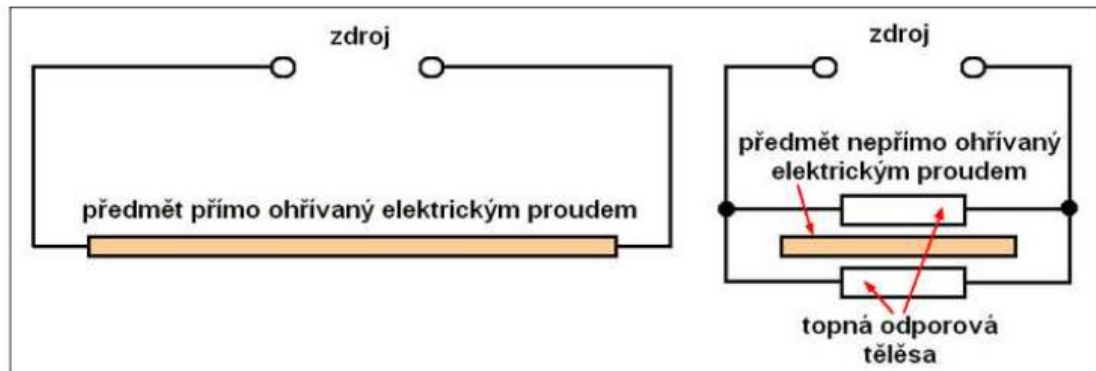 zdroj
předmět přímo ohřívaný elektrickým proudem
zdroj
předmět nepřímo ohřívaný
elektrickým proudem
topná odporová
tělěsa